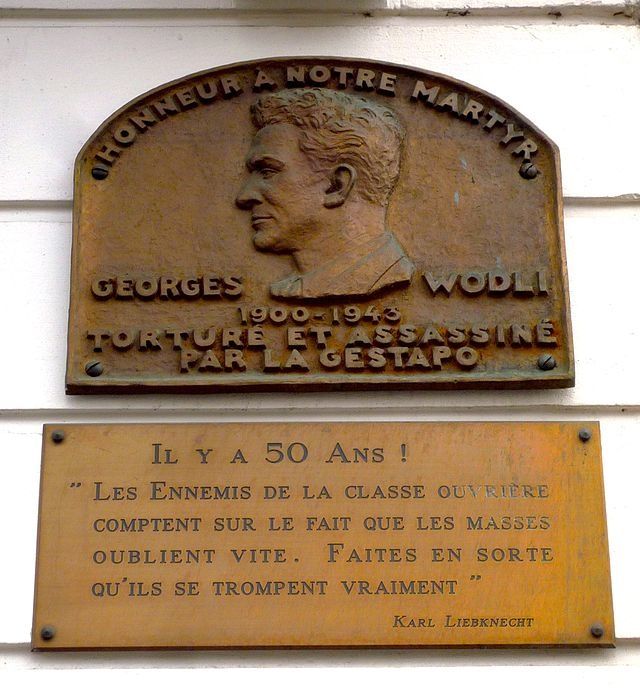 HONNEUR À NOTRE MARTYR
GEORGES WODLI
1900-1943
TORTURÉ ET ASSASSINÉ
PAR LA GESTAPO
IL Y A 50 ANS !
" LES ENNEMIS DE LA CLASSE OUVRIÈRE
COMPTENT SUR LE FAIT QUE LES MASSES
OUBLIENT VITE. FAITES EN SORTE
QU'ILS SE TROMPENT VRAIMENT "
KARL LIEBKNECHT